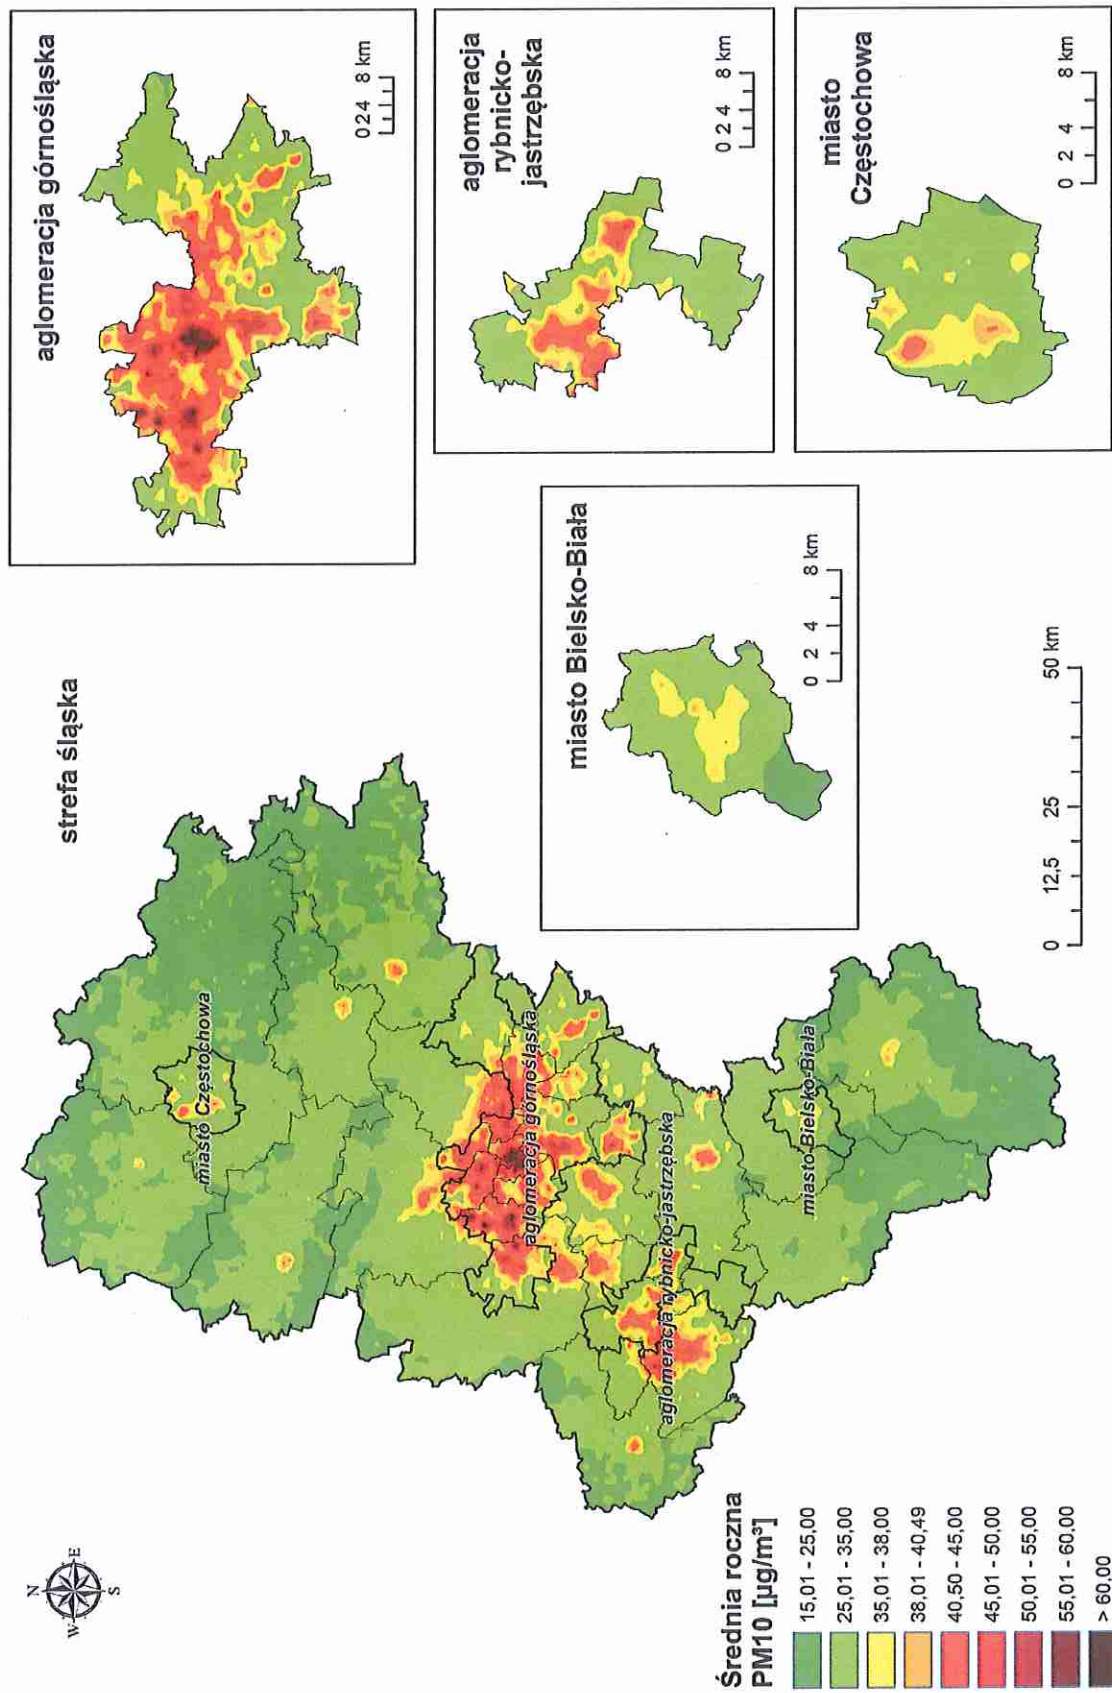 aglomeracja górnośląska
0 2 4 8 km
aglomeracja
rybnicko-
jastrzębska
0 2 4 8 km
miasto
Częstochowa
0 2 4 8 km
strefa śląska
miasto Częstochowa
aglomeracja górnośląska
aglomeracja rybnicko-jastrzębska
miasto Bielsko-Biała
miasto Bielsko-Biała
0 2 4 8 km
0 12,5 25 50 km
N
W
E
S
Średnia roczna
PM10 [µg/m³]
15,01 - 25,00
25,01 - 35,00
35,01 - 38,00
38,01 - 40,49
40,50 - 45,00
45,01 - 50,00
50,01 - 55,00
55,01 - 60,00
> 60,00